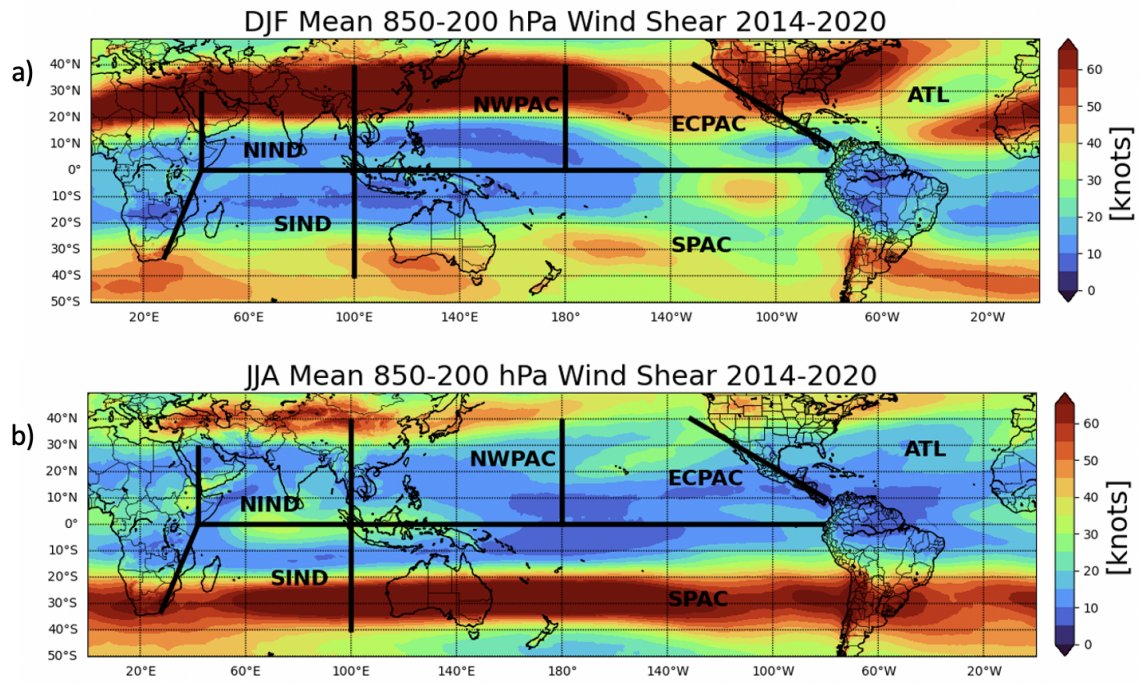 DJF Mean 850-200 hPa Wind Shear 2014-2020
a)
40°N
30°N
20°N
10°N
0°
10°S
20°S
30°S
40°S
50°S
NIND
SIND
NWPAC
ECPAC
SPAC
ATL
20°E
60°E
100°E
140°E
180°
140°W
100°W
60°W
20°W
60
50
40
30
20
10
0
[knots]
JJA Mean 850-200 hPa Wind Shear 2014-2020
b)
40°N
30°N
20°N
10°N
0°
10°S
20°S
30°S
40°S
50°S
NIND
SIND
NWPAC
ECPAC
SPAC
ATL
20°E
60°E
100°E
140°E
180°
140°W
100°W
60°W
20°W
60
50
40
30
20
10
0
[knots]